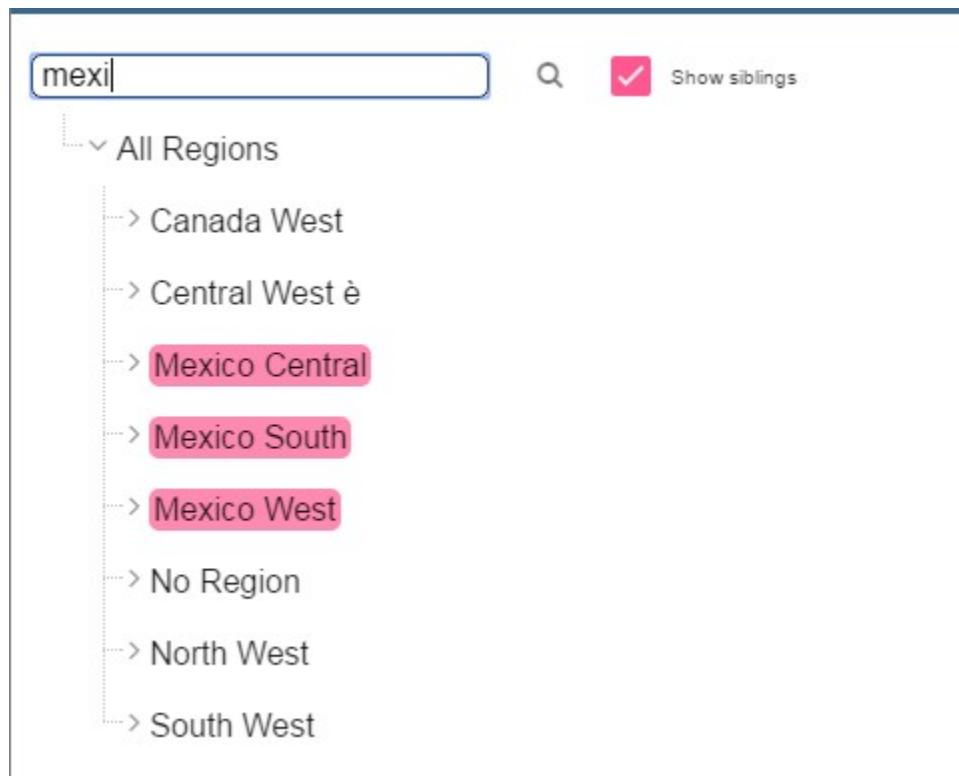 mexi
Show siblings
All Regions
Canada West
Central West è
Mexico Central
Mexico South
Mexico West
No Region
North West
South West